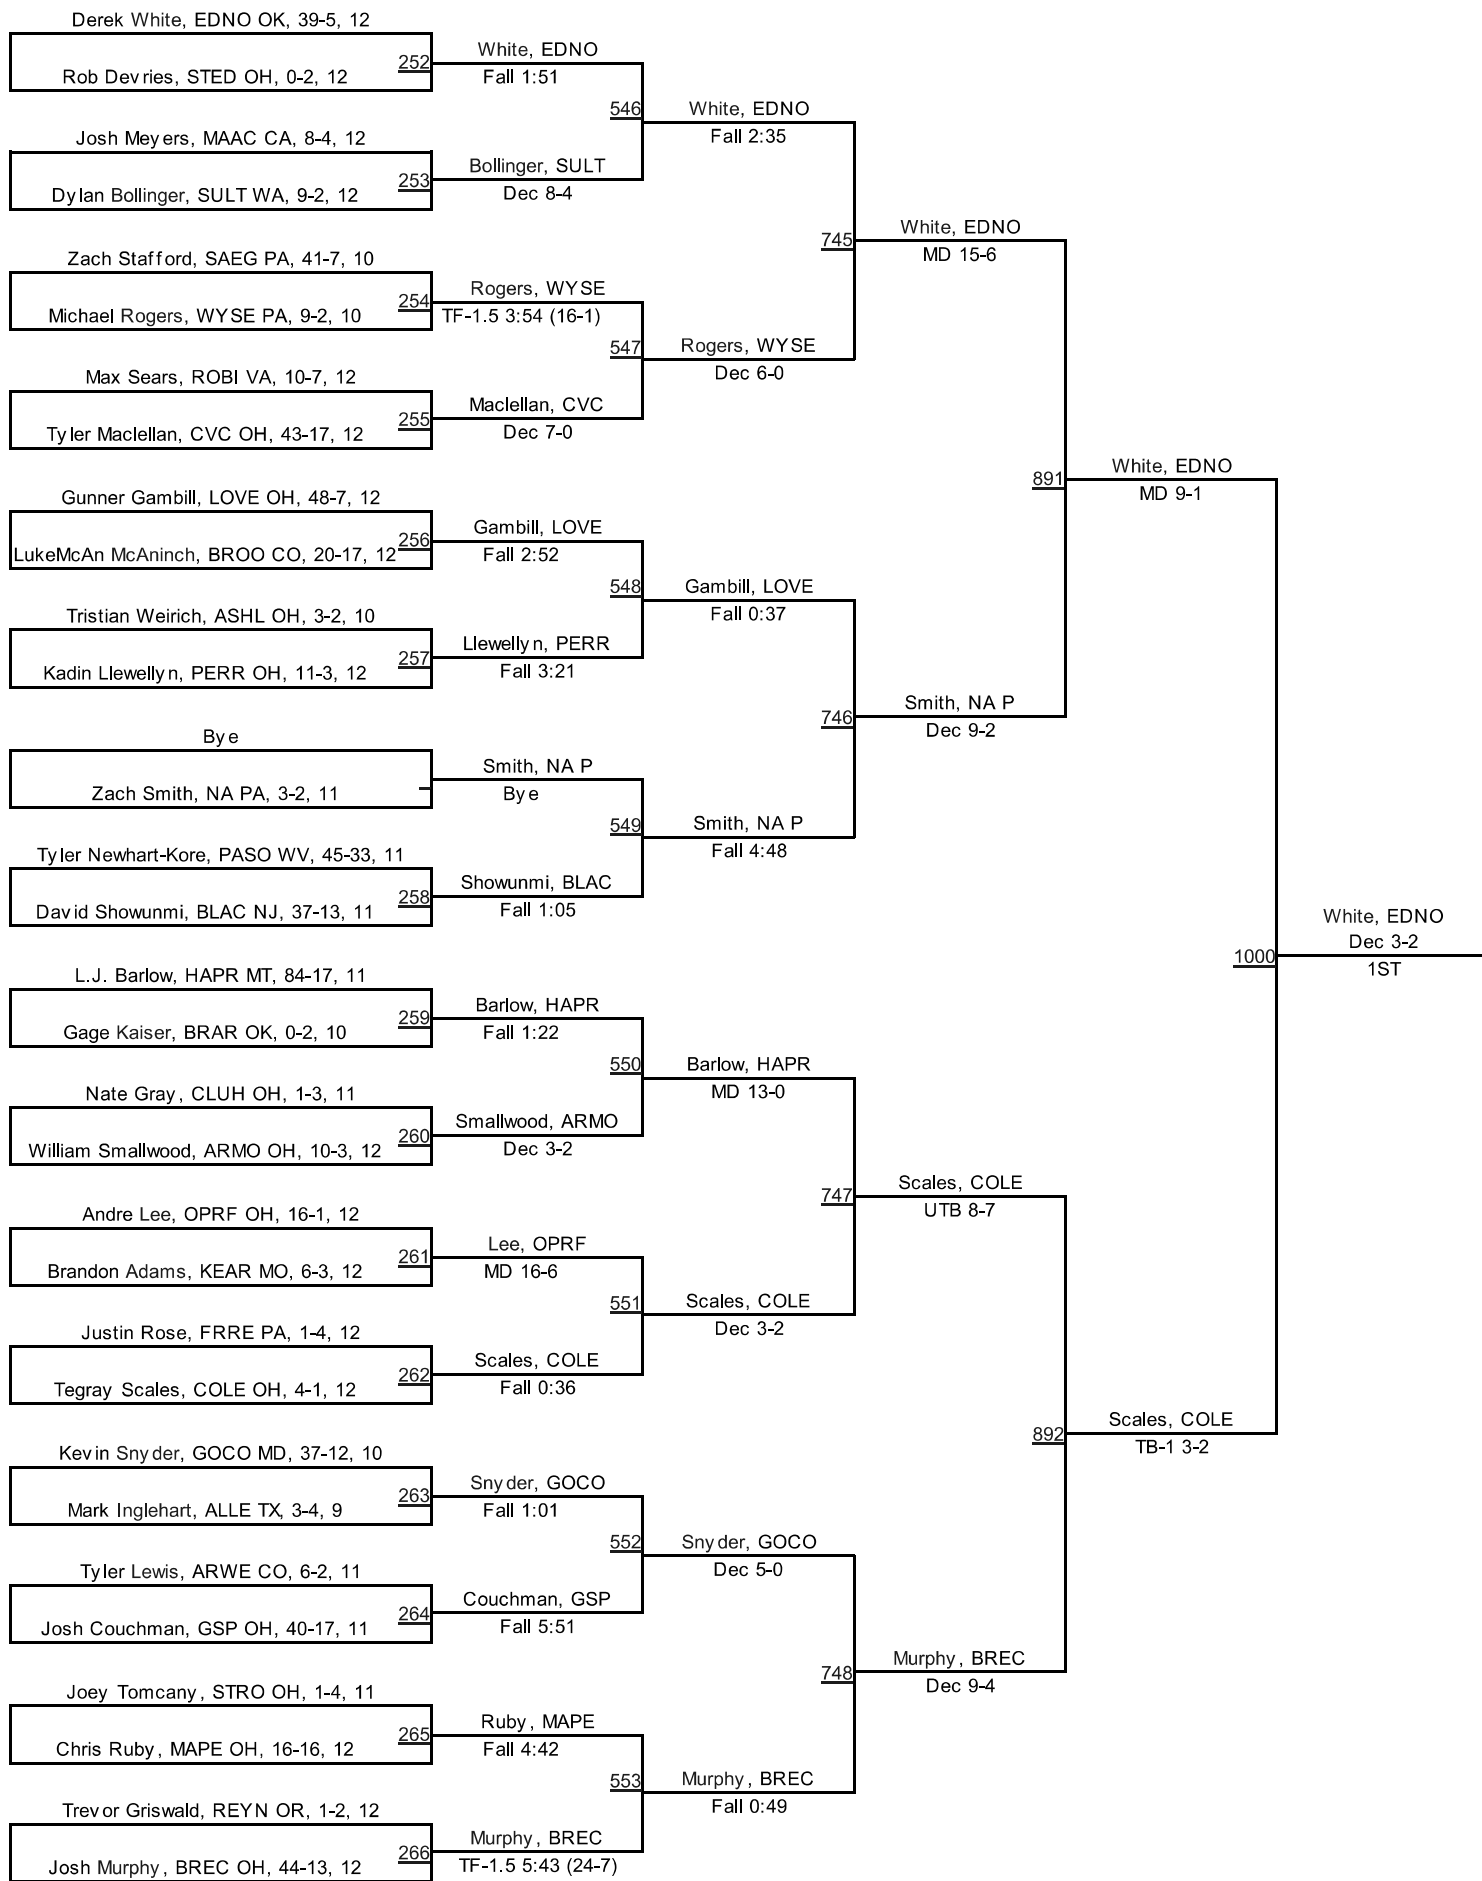 Derek White, EDNO OK, 39-5, 12
252
Rob Devries, STED OH, 0-2, 12
White, EDNO
Fall 1:51
Josh Meyers, MAAC CA, 8-4, 12
253
Dylan Bollinger, SULT WA, 9-2, 12
Bollinger, SULT
Dec 8-4
546
White, EDNO
Fall 2:35
Zach Stafford, SAEG PA, 41-7, 10
254
Michael Rogers, WYSE PA, 9-2, 10
Rogers, WYSE
TF-1.5 3:54 (16-1)
Max Sears, ROBI VA, 10-7, 12
255
Tyler Maclellan, CVC OH, 43-17, 12
Maclellan, CVC
Dec 7-0
547
Rogers, WYSE
Dec 6-0
745
White, EDNO
MD 15-6
Gunner Gambill, LOVE OH, 48-7, 12
256
LukeMcAn McAninch, BROO CO, 20-17, 12
Gambill, LOVE
Fall 2:52
Tristian Weirich, ASHL OH, 3-2, 10
257
Kadin Llewellyn, PERR OH, 11-3, 12
Llewellyn, PERR
Fall 3:21
548
Gambill, LOVE
Fall 0:37
Bye
Zach Smith, NA PA, 3-2, 11
Smith, NA P
Bye
Tyler Newhart-Kore, PASO WV, 45-33, 11
258
David Showunmi, BLAC NJ, 37-13, 11
Showunmi, BLAC
Fall 1:05
549
Smith, NA P
Fall 4:48
746
Smith, NA P
Dec 9-2
891
White, EDNO
MD 9-1
L.J. Barlow, HAPR MT, 84-17, 11
259
Gage Kaiser, BRAR OK, 0-2, 10
Barlow, HAPR
Fall 1:22
Nate Gray, CLUH OH, 1-3, 11
260
William Smallwood, ARMO OH, 10-3, 12
Smallwood, ARMO
Dec 3-2
550
Barlow, HAPR
MD 13-0
Andre Lee, OPRF OH, 16-1, 12
261
Brandon Adams, KEAR MO, 6-3, 12
Lee, OPRF
MD 16-6
Justin Rose, FRRE PA, 1-4, 12
262
Tegray Scales, COLE OH, 4-1, 12
Scales, COLE
Fall 0:36
551
Scales, COLE
Dec 3-2
747
Scales, COLE
UTB 8-7
Kevin Snyder, GOCO MD, 37-12, 10
263
Mark Inglehart, ALLE TX, 3-4, 9
Snyder, GOCO
Fall 1:01
Tyler Lewis, ARWE CO, 6-2, 11
264
Josh Couchman, GSP OH, 40-17, 11
Couchman, GSP
Fall 5:51
552
Snyder, GOCO
Dec 5-0
Joey Tomcany, STRO OH, 1-4, 11
265
Chris Ruby, MAPE OH, 16-16, 12
Ruby, MAPE
Fall 4:42
Trevor Griswald, REYN OR, 1-2, 12
266
Josh Murphy, BREC OH, 44-13, 12
Murphy, BREC
TF-1.5 5:43 (24-7)
553
Murphy, BREC
Fall 0:49
748
Murphy, BREC
Dec 9-4
892
Scales, COLE
TB-1 3-2
1000
White, EDNO
Dec 3-2
1ST